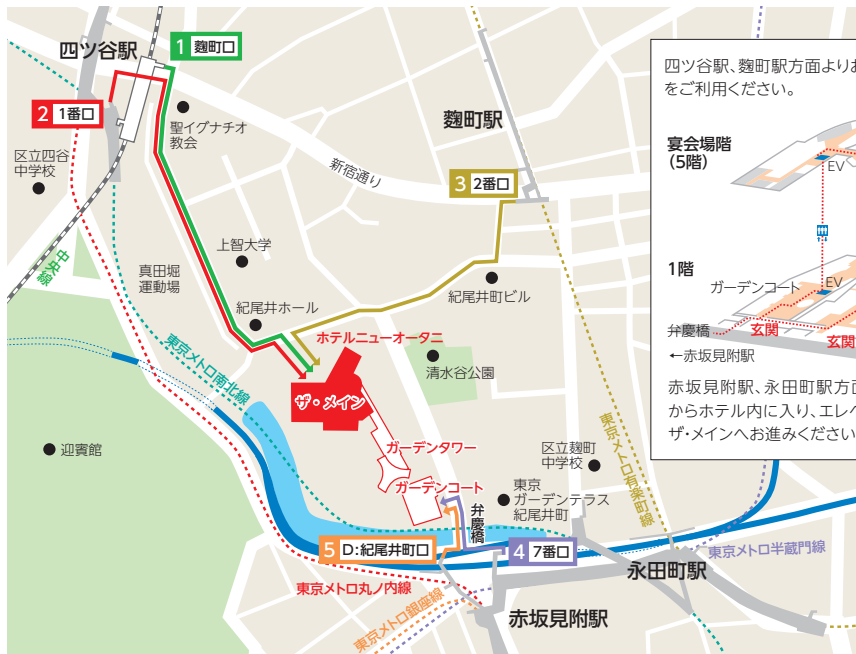 四ツ谷駅
1 麴町口
2 1番口
聖イグナチオ
教会
区立四谷
中学校
麴町駅
新宿通り
3 2番口
中央線
上智大学
真田堀
運動場
紀尾井ホール
紀尾井町ビル
ホテルニューオータニ
清水谷公園
東京メトロ南北線
ザ・メイン
迎賓館
ガーデンタワー
ガーデンコート
区立麹町
中学校
東京メトロ有楽町線
東京
ガーデンテラス
紀尾井町
弁慶橋
5 D:紀尾井町口
4 7番口
東京メトロ半蔵門線
永田町駅
東京メトロ丸ノ内線
東京メトロ銀座線
赤坂見附駅
四ツ谷駅、麴町駅方面よりお
をご利用ください。
宴会場階
(5階)
EV
1階
ガーデンコート
EV
弁慶橋
玄関
玄関
←赤坂見附駅
赤坂見附駅、永田町駅方面
からホテル内に入り、エレベ
ザ・メインへお進みください